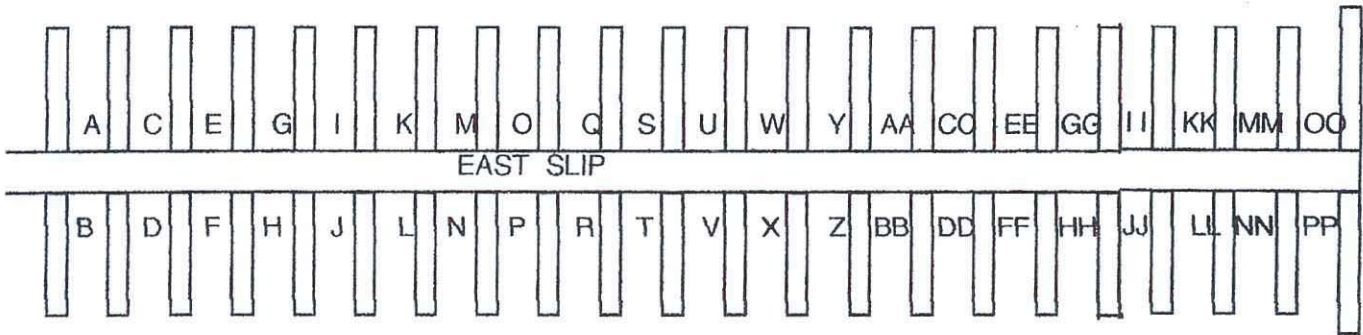 A C E G I K M O Q S U W Y AA CC EE GG II KK MM OO
EAST SLIP
B D F H J L N P R T V X Z BB DD FF HH JJ LL NN PP